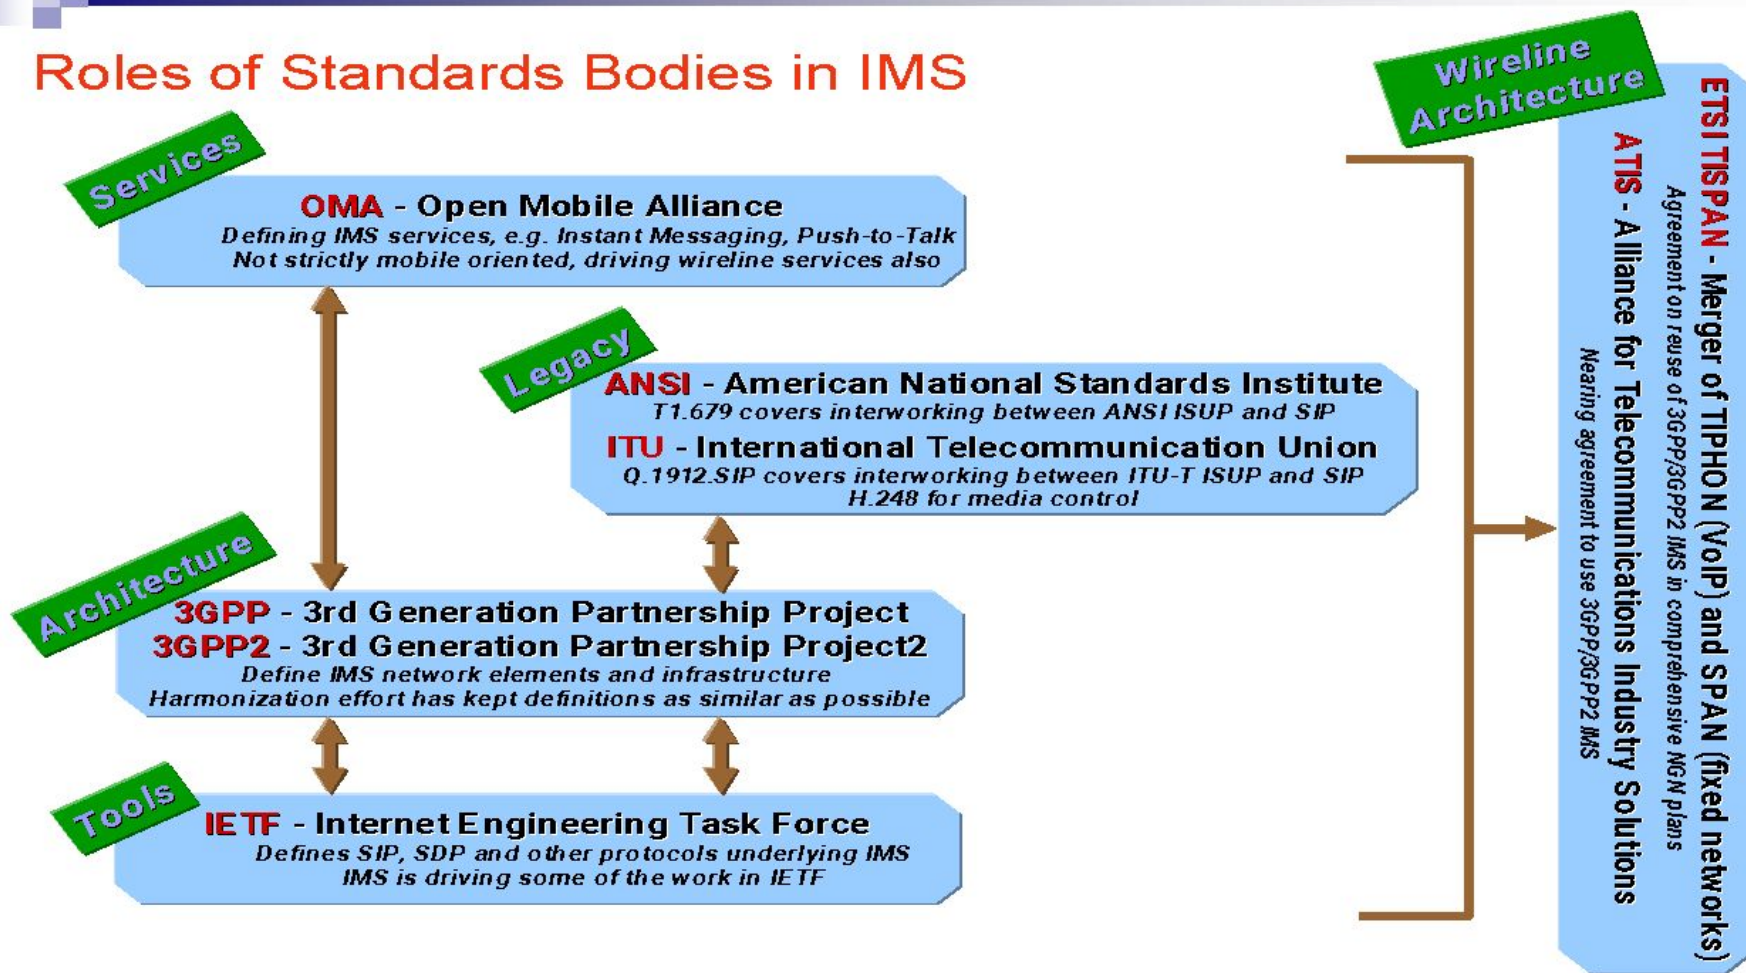 Roles of Standards Bodies in IMS
Services
OMA - Open Mobile Alliance
Defining IMS services, e.g. Instant Messaging, Push-to-Talk
Not strictly mobile oriented, driving wireline services also
Legacy
ANSI - American National Standards Institute
T1.679 covers interworking between ANSI ISUP and SIP
ITU - International Telecommunication Union
Q.1912.SIP covers interworking between ITU-T ISUP and SIP
H.248 for media control
Architecture
3GPP - 3rd Generation Partnership Project
3GPP2 - 3rd Generation Partnership Project2
Define IMS network elements and infrastructure
Harmonization effort has kept definitions as similar as possible
Tools
IETF - Internet Engineering Task Force
Defines SIP, SDP and other protocols underlying IMS
IMS is driving some of the work in IETF
Wireline
Architecture
ETSI TISPAN - Merger of TIPHON (VoIP) and SPAN (fixed networks)
Agreement on reuse of 3GPP/3GPP2 IMS in comprehensive NGN plans
ATIS - Alliance for Telecommunications Industry Solutions
Nearing agreement to use 3GPP/3GPP2 IMS